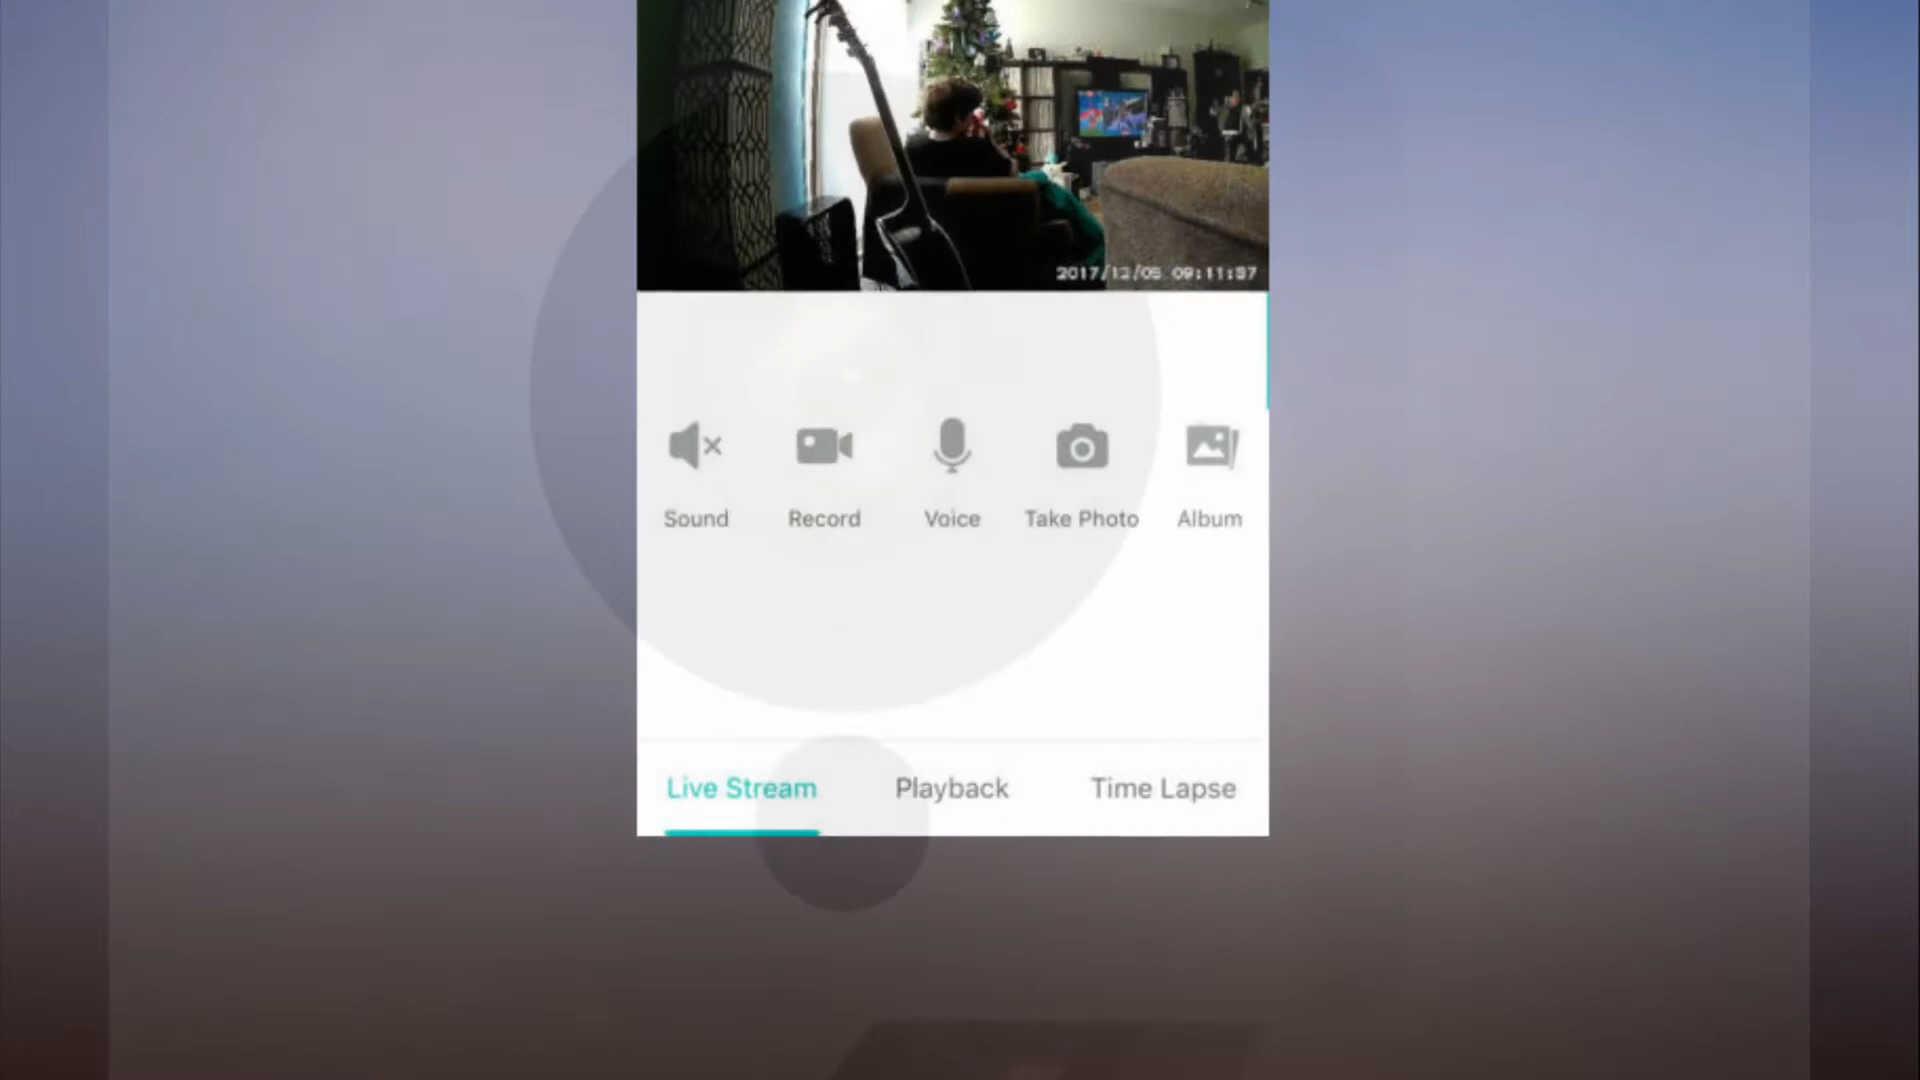 2017/12/05 09:11:37
Sound Record Voice Take Photo Album
Live Stream Playback Time Lapse